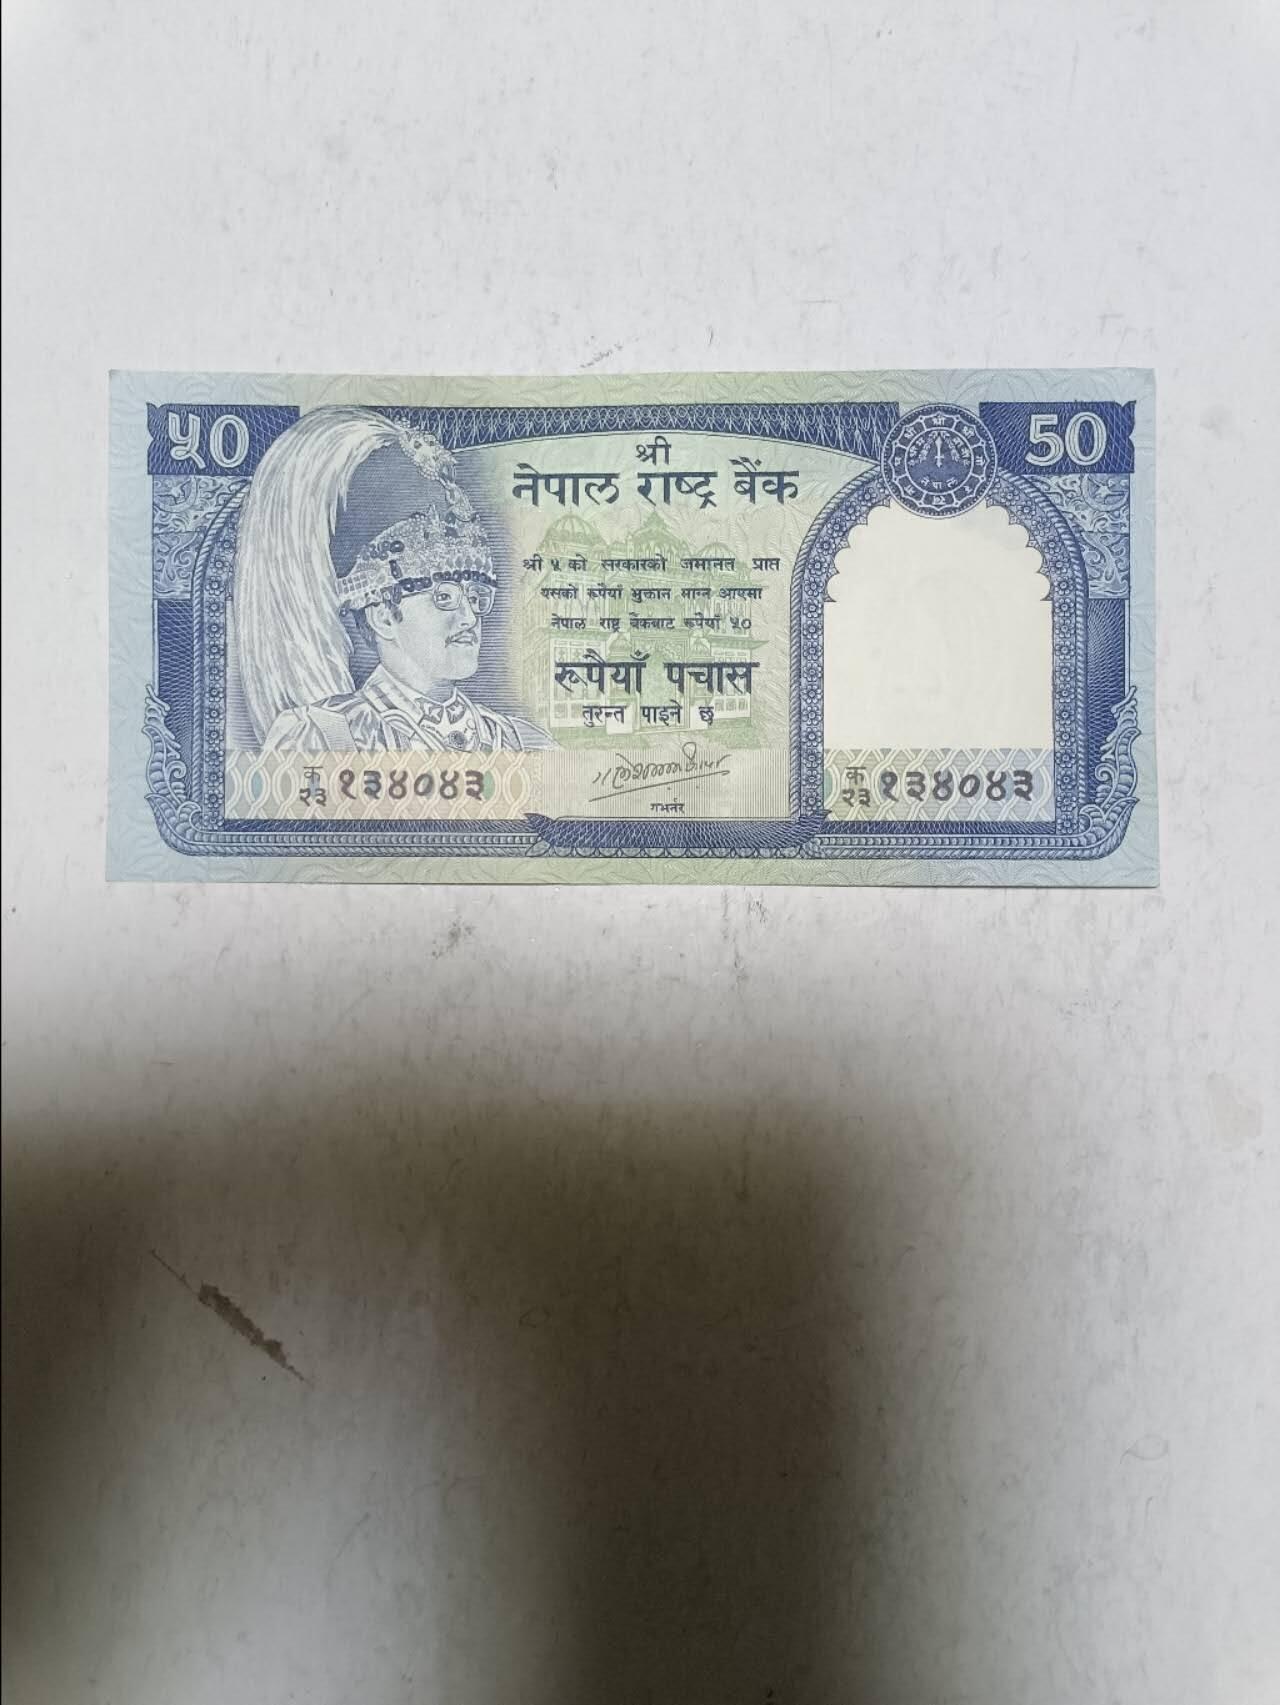 ५0
50
श्री
नेपाल राष्ट्र बैंक
श्री ५ को सरकारको जमानत प्राप्त
यसको रूपैयाँ भुक्तान माग्न आएमा
नेपाल राष्ट्र बैंकबाट रूपैयाँ ५०
रूपैयाँ पचास
तुरन्त पाइने छ
क
२३ १३४०४३
गभर्नर
क
२३ १३४०४३